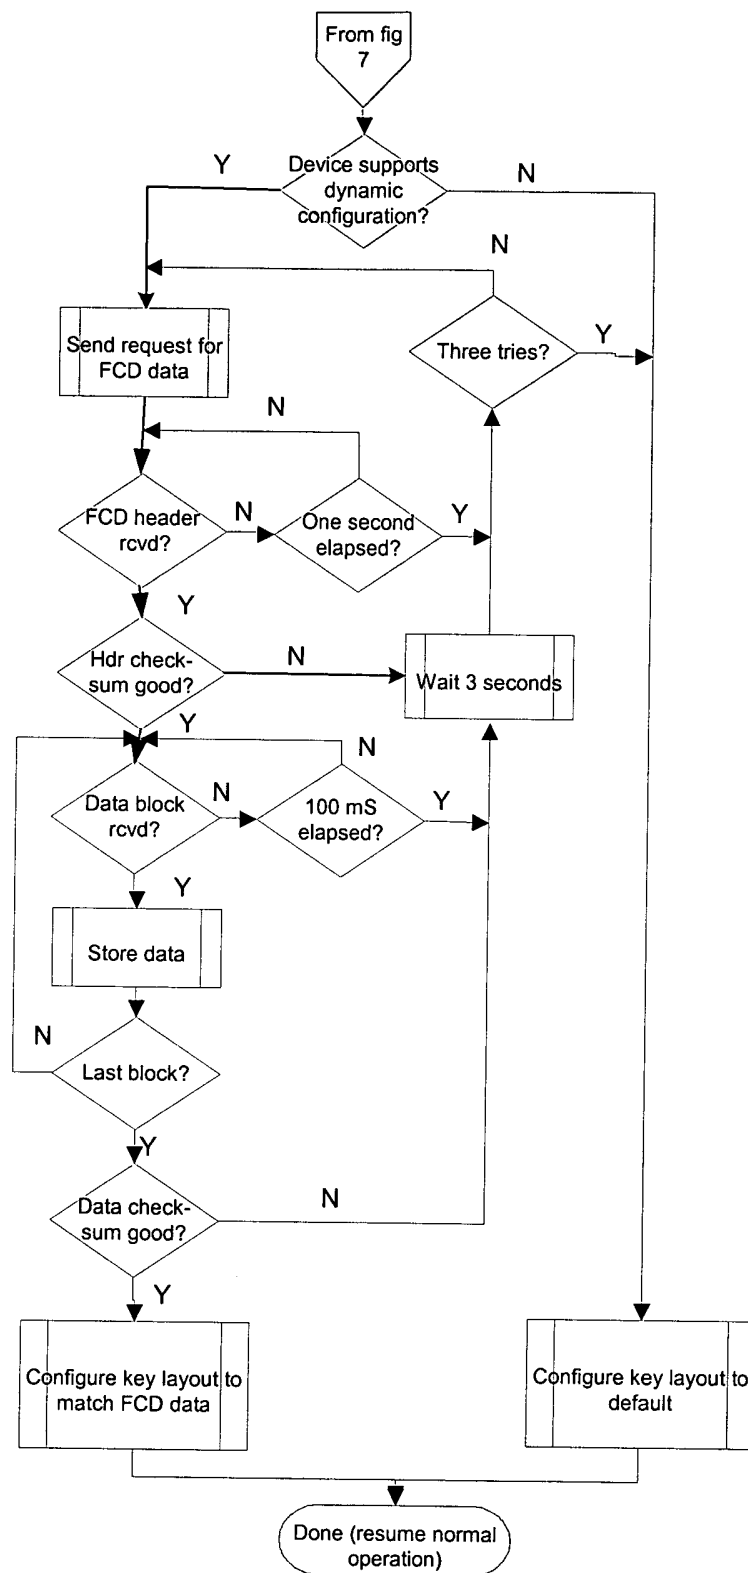 From fig
7
Y
Device supports
dynamic
configuration?
N
N
Send request for
FCD data
Three tries?
Y
N
FCD header
rcvd?
N
One second
elapsed?
Y
Y
Hdr check-
sum good?
N
Wait 3 seconds
Y
N
Data block
rcvd?
N
100 mS
elapsed?
Y
Y
Store data
N
Last block?
Y
Data check-
sum good?
N
Y
Configure key layout to
match FCD data
Configure key layout to
default
Done (resume normal
operation)